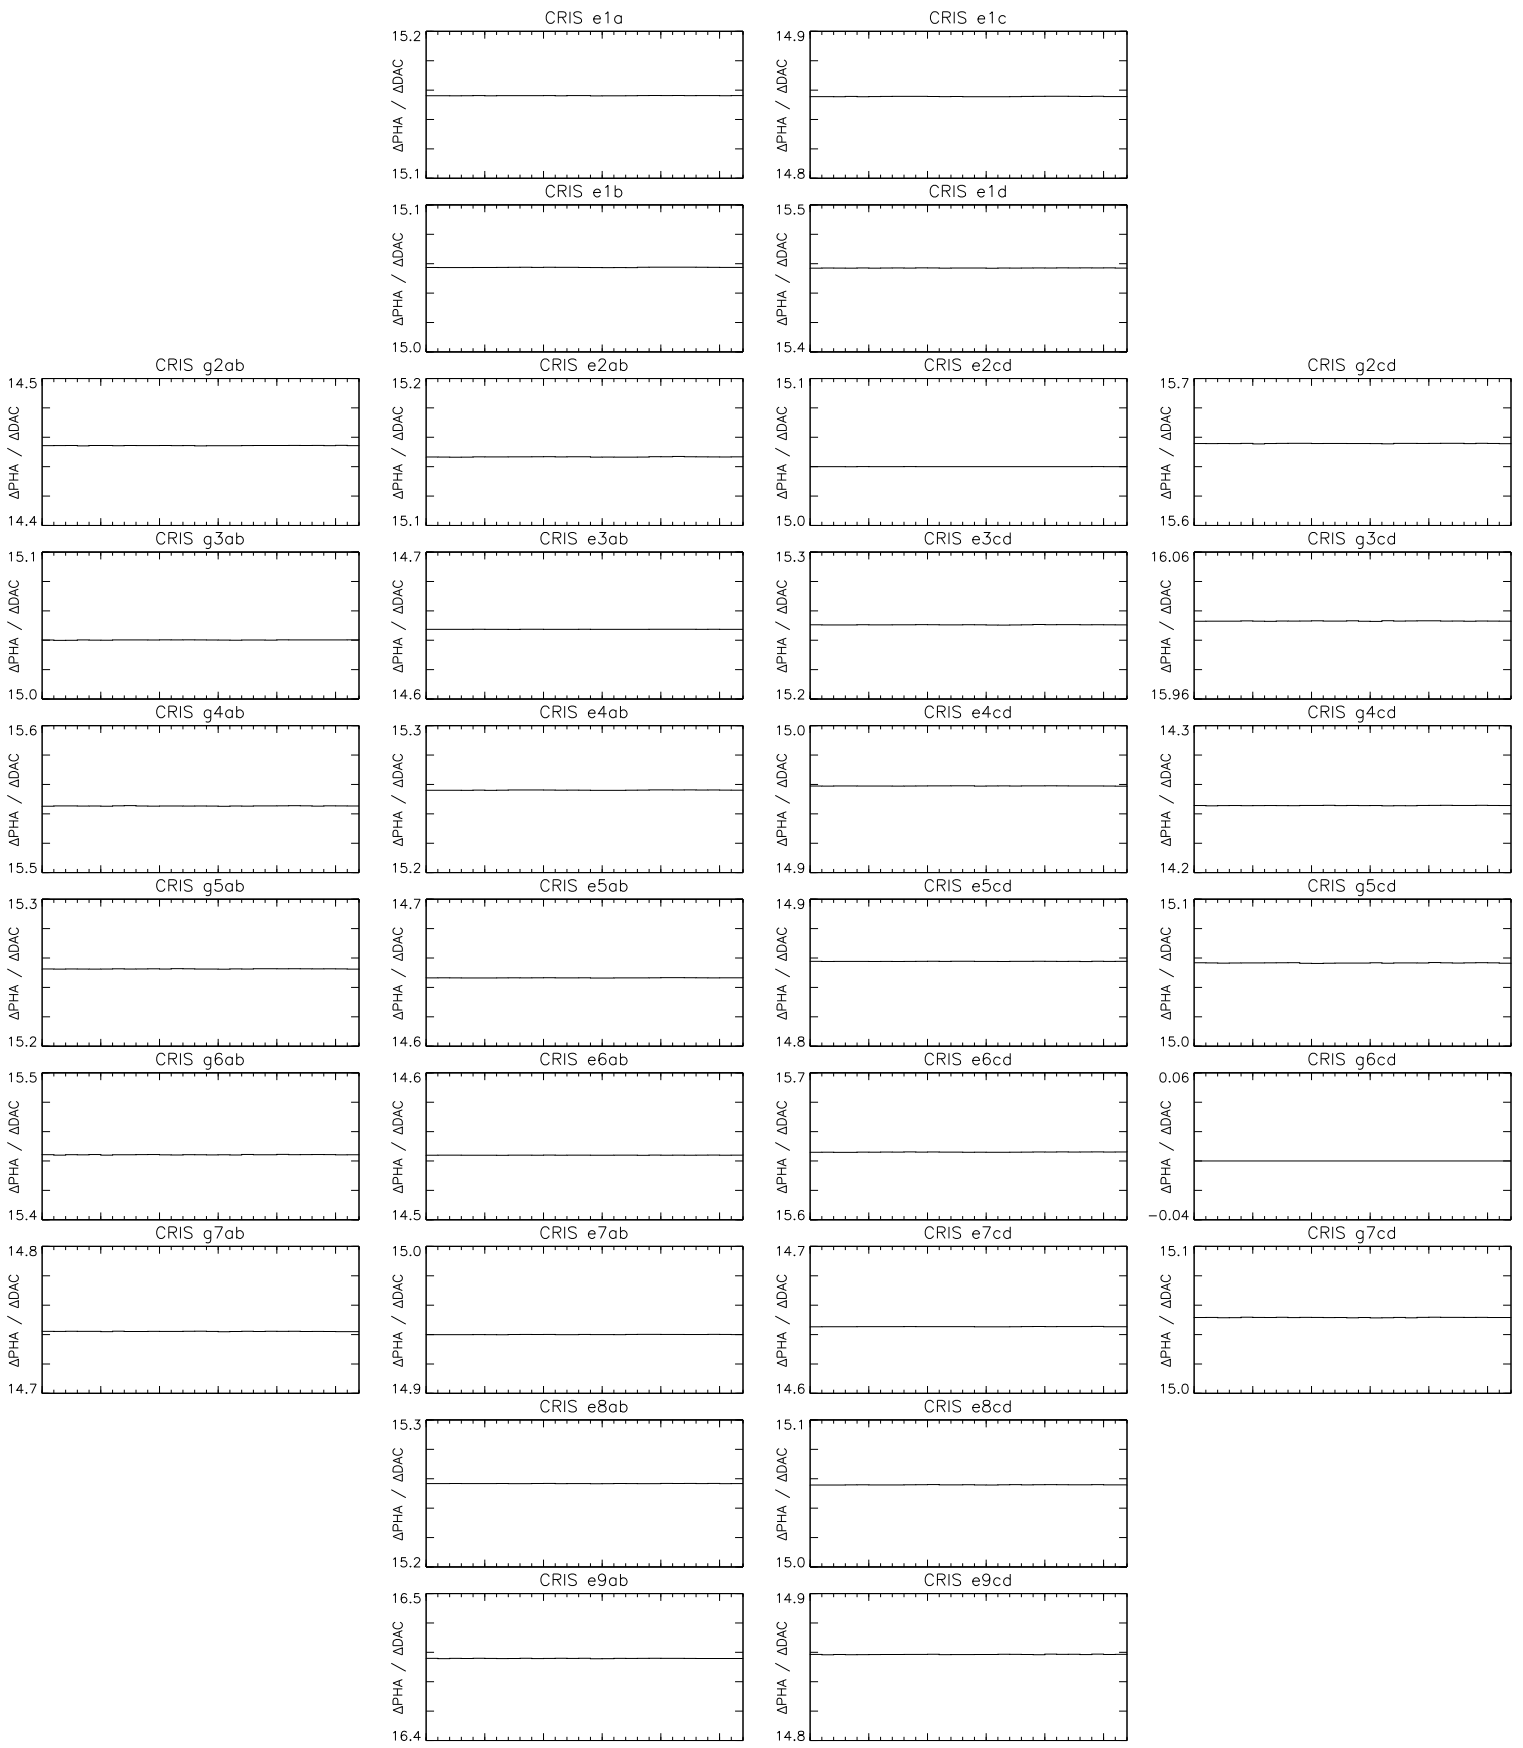 CRIS e1a
15.2
ΔPHA / ΔDAC
15.1
CRIS e1c
14.9
ΔPHA / ΔDAC
14.8
CRIS e1b
15.1
ΔPHA / ΔDAC
15.0
CRIS e1d
15.5
ΔPHA / ΔDAC
15.4
CRIS g2ab
14.5
ΔPHA / ΔDAC
14.4
CRIS e2ab
15.2
ΔPHA / ΔDAC
15.1
CRIS e2cd
15.1
ΔPHA / ΔDAC
15.0
CRIS g2cd
15.7
ΔPHA / ΔDAC
15.6
CRIS g3ab
15.1
ΔPHA / ΔDAC
15.0
CRIS e3ab
14.7
ΔPHA / ΔDAC
14.6
CRIS e3cd
15.3
ΔPHA / ΔDAC
15.2
CRIS g3cd
16.06
ΔPHA / ΔDAC
15.96
CRIS g4ab
15.6
ΔPHA / ΔDAC
15.5
CRIS e4ab
15.3
ΔPHA / ΔDAC
15.2
CRIS e4cd
15.0
ΔPHA / ΔDAC
14.9
CRIS g4cd
14.3
ΔPHA / ΔDAC
14.2
CRIS g5ab
15.3
ΔPHA / ΔDAC
15.2
CRIS e5ab
14.7
ΔPHA / ΔDAC
14.6
CRIS e5cd
14.9
ΔPHA / ΔDAC
14.8
CRIS g5cd
15.1
ΔPHA / ΔDAC
15.0
CRIS g6ab
15.5
ΔPHA / ΔDAC
15.4
CRIS e6ab
14.6
ΔPHA / ΔDAC
14.5
CRIS e6cd
15.7
ΔPHA / ΔDAC
15.6
CRIS g6cd
0.06
ΔPHA / ΔDAC
−0.04
CRIS g7ab
14.8
ΔPHA / ΔDAC
14.7
CRIS e7ab
15.0
ΔPHA / ΔDAC
14.9
CRIS e7cd
14.7
ΔPHA / ΔDAC
14.6
CRIS g7cd
15.1
ΔPHA / ΔDAC
15.0
CRIS e8ab
15.3
ΔPHA / ΔDAC
15.2
CRIS e8cd
15.1
ΔPHA / ΔDAC
15.0
CRIS e9ab
16.5
ΔPHA / ΔDAC
16.4
CRIS e9cd
14.9
ΔPHA / ΔDAC
14.8